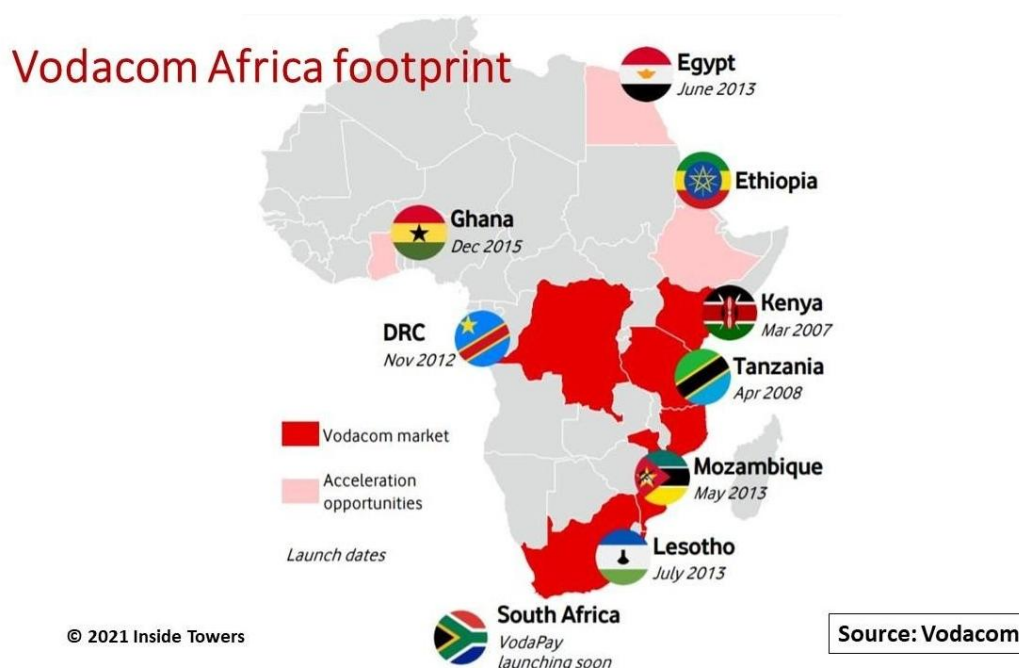 Vodacom Africa footprint
Egypt
June 2013
Ethiopia
Ghana
Dec 2015
Kenya
Mar 2007
DRC
Nov 2012
Tanzania
Apr 2008
Vodacom market
Acceleration
opportunities
Mozambique
May 2013
Launch dates
Lesotho
July 2013
South Africa
VodaPay
launching soon
© 2021 Inside Towers
Source: Vodacom